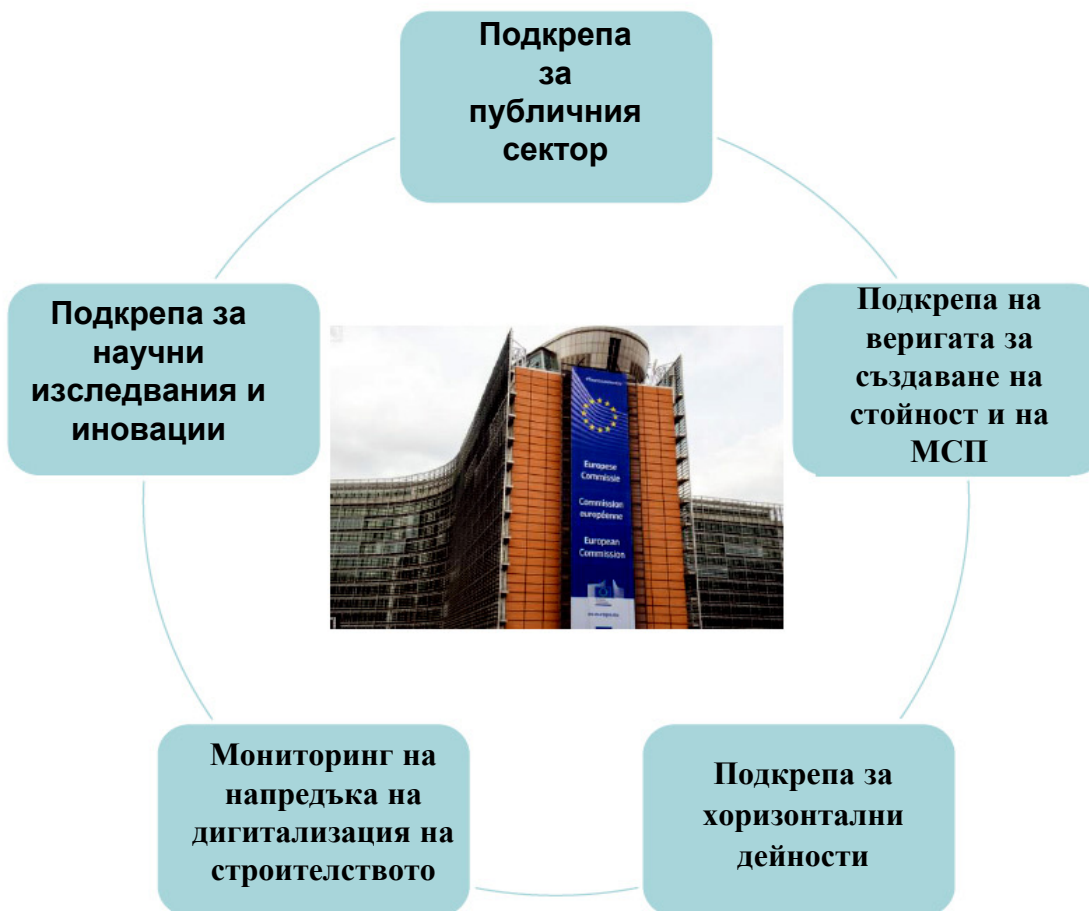 Подкрепа
за
публичния
сектор
Подкрепа на
веригата за
създаване на
стойност и на
МСП
Подкрепа за
хоризонтални
дейности
Мониторинг на
напредъка на
дигитализация на
строителството
Подкрепа за
научни
изследвания и
иновации
Europese
Commissie
Commission
européenne
European
Commission